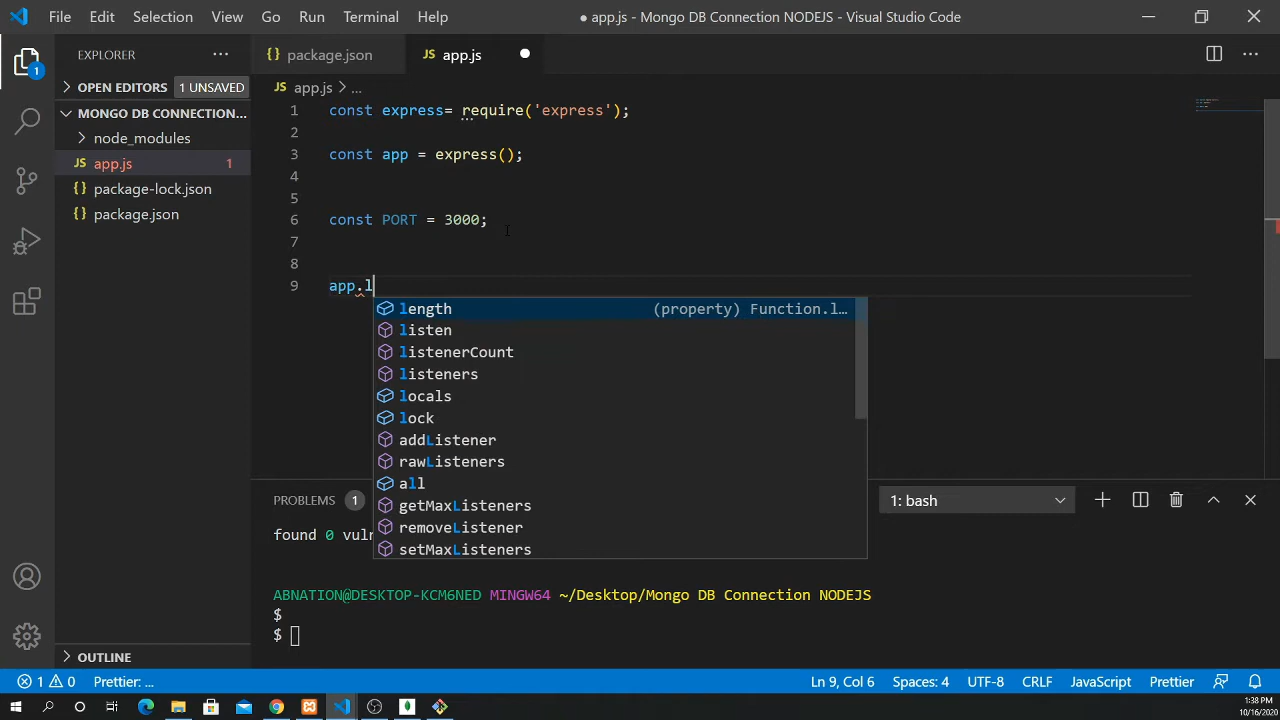 File Edit Selection View Go Run Terminal Help ● app.js - Mongo DB Connection NODEJS - Visual Studio Code
EXPLORER ···
{} package.json
JS app.js ●
1
OPEN EDITORS 1 UNSAVED
JS app.js > ...
MONGO DB CONNECTION...
node_modules
JS app.js 1
{} package-lock.json
{} package.json
1 const express= require('express');
2
3 const app = express();
4
5
6 const PORT = 3000;
7
8
9 app.l
length (property) Function.l…
listen
listenerCount
listeners
locals
lock
addListener
rawListeners
all
getMaxListeners
removeListener
setMaxListeners
PROBLEMS 1
1: bash
found 0 vuln
ABNATION@DESKTOP-KCM6NED MINGW64 ~/Desktop/Mongo DB Connection NODEJS
$
$
OUTLINE
1 0 Prettier: ... Ln 9, Col 6 Spaces: 4 UTF-8 CRLF JavaScript Prettier
1:38 PM
10/16/2020